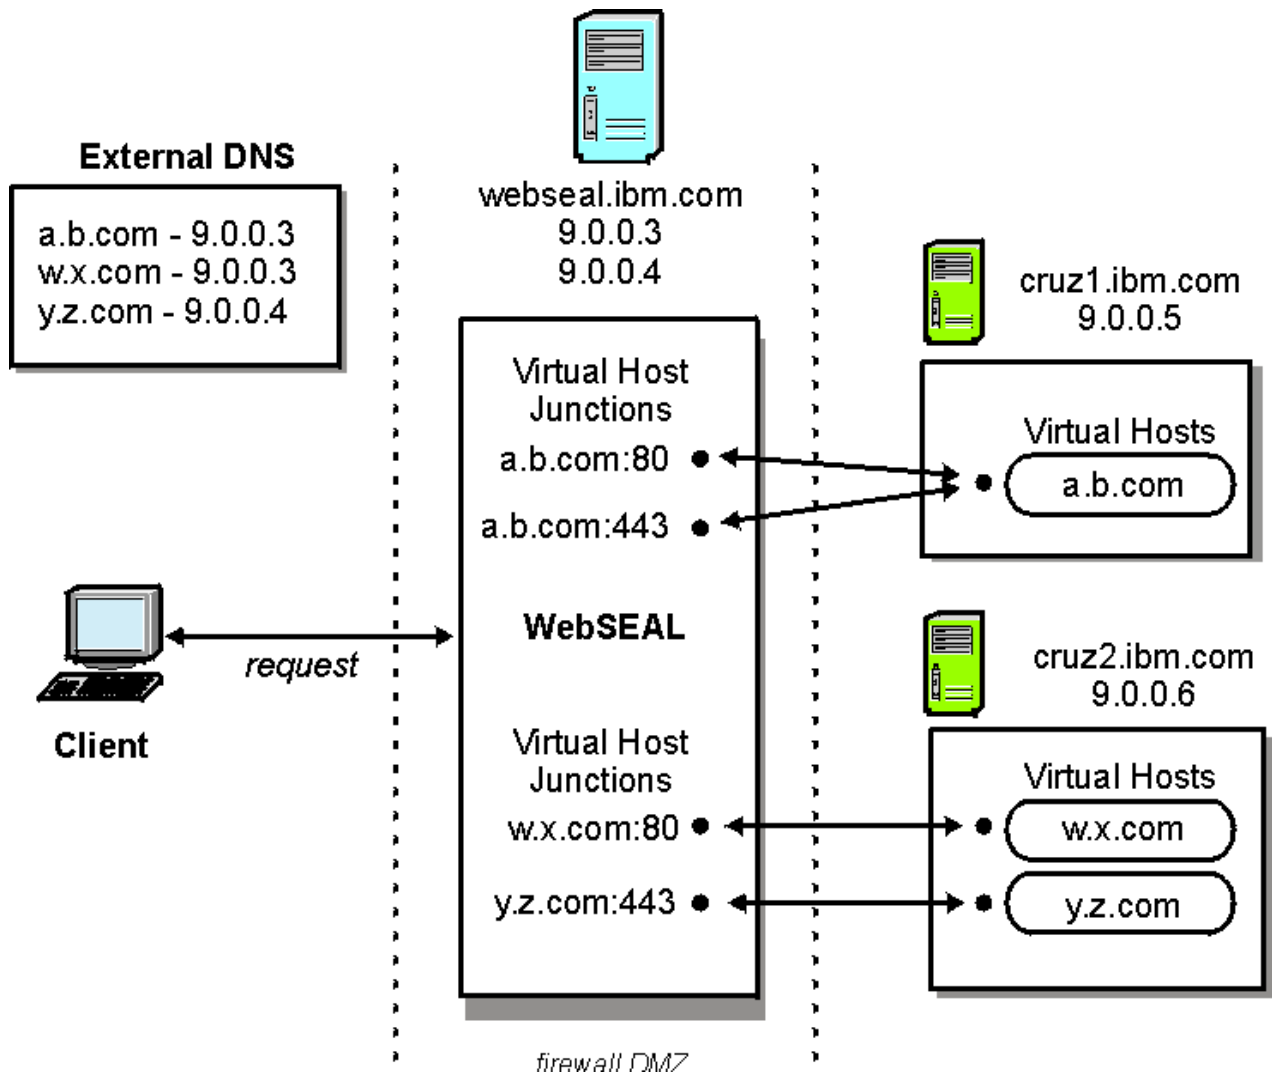 External DNS
a.b.com - 9.0.0.3
w.x.com - 9.0.0.3
y.z.com - 9.0.0.4
webseal.ibm.com
9.0.0.3
9.0.0.4
cruz1.ibm.com
9.0.0.5
Virtual Host
Junctions
a.b.com:80
a.b.com:443
Virtual Hosts
a.b.com
WebSEAL
request
Client
cruz2.ibm.com
9.0.0.6
Virtual Host
Junctions
w.x.com:80
y.z.com:443
Virtual Hosts
w.x.com
y.z.com
firewall DMZ